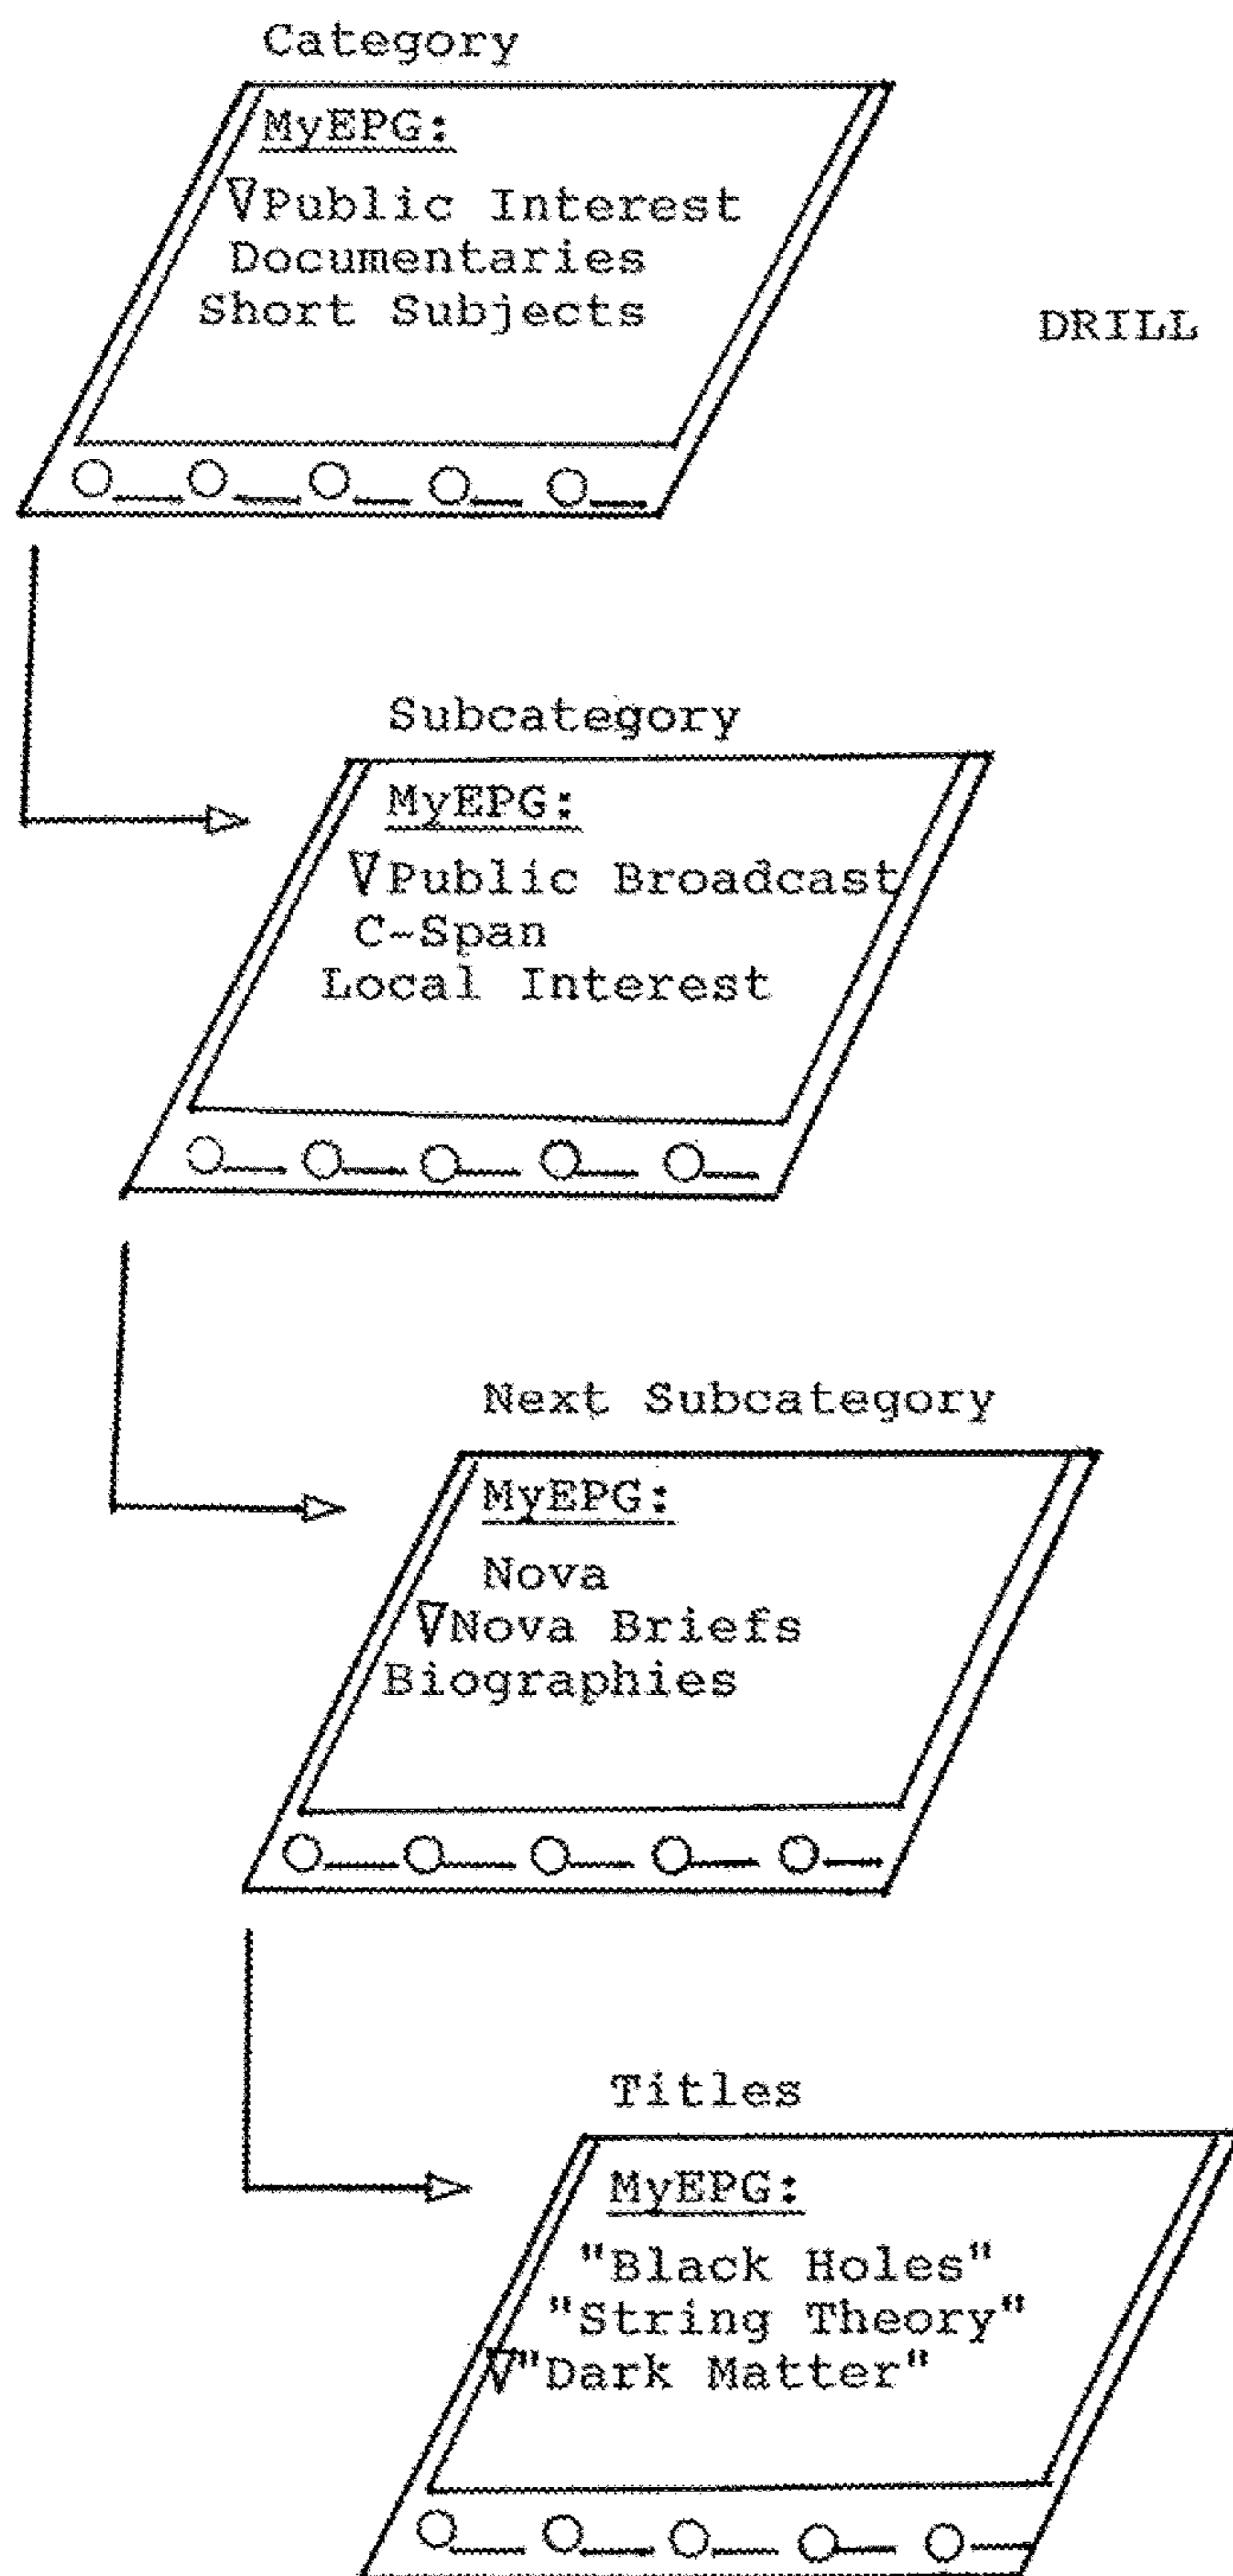 Category
MyEPG:
∇Public Interest
Documentaries
Short Subjects
DRILL
Subcategory
MyEPG:
∇Public Broadcast
C~Span
Local Interest
Next Subcategory
MyEPG:
Nova
∇Nova Briefs
Biographies
Titles
MyEPG:
"Black Holes"
"String Theory"
∇"Dark Matter"